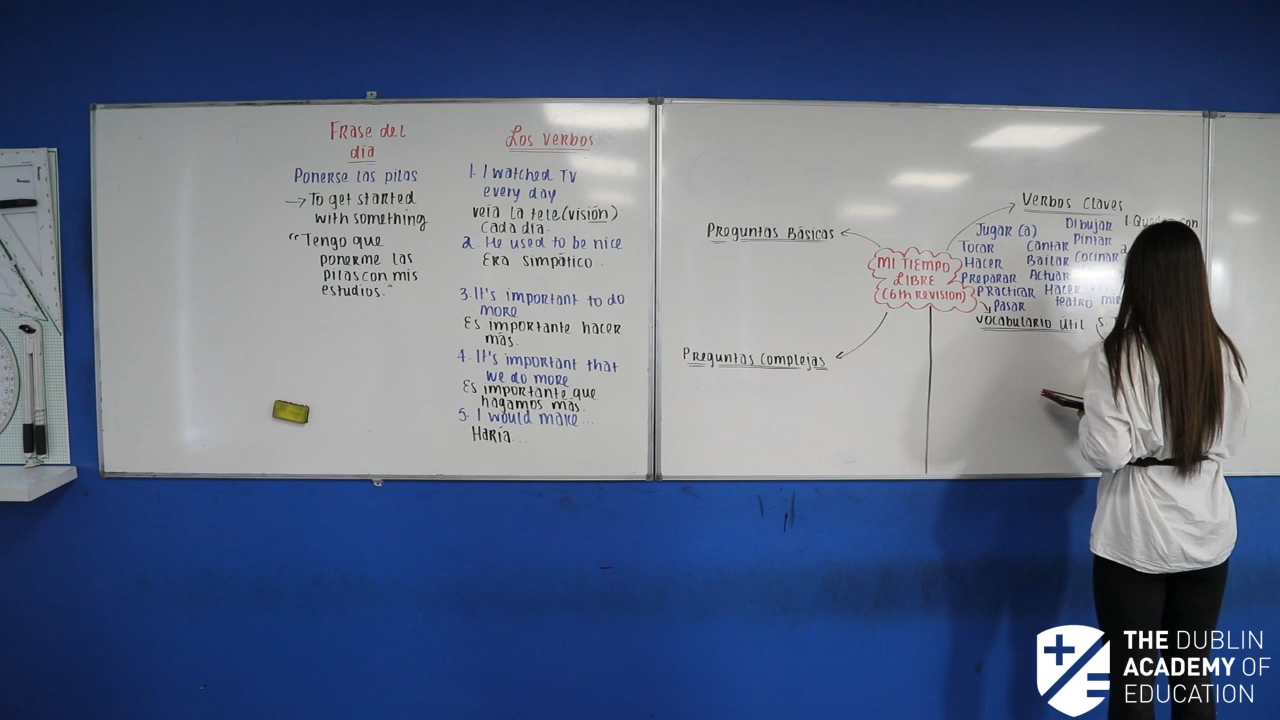 Frase del
día
Ponerse las pilas
→ To get started
with something
"Tengo que
ponerme las
pilas con mis
estudios."
Los verbos
1. I watched TV
every day
veía la tele (visión)
cada día.
2. He used to be nice
Era simpático.
3. It's important to do
more
Es importante hacer
más.
4. It's important that
we do more
Es importante que
hagamos más.
5. I would make...
Haría...
Preguntas Básicas
Preguntas Complejas
MI TIEMPO
LIBRE
(6th REVISION)
Verbos Claves
Jugar (a)
Tocar
Hacer
Preparar
Practicar
Pasar
Cantar
Bailar
Actuar
Hacer
teatro
Dibujar
Pintar
Cocinar
Vocabulario útil
THE DUBLIN
ACADEMY OF
EDUCATION